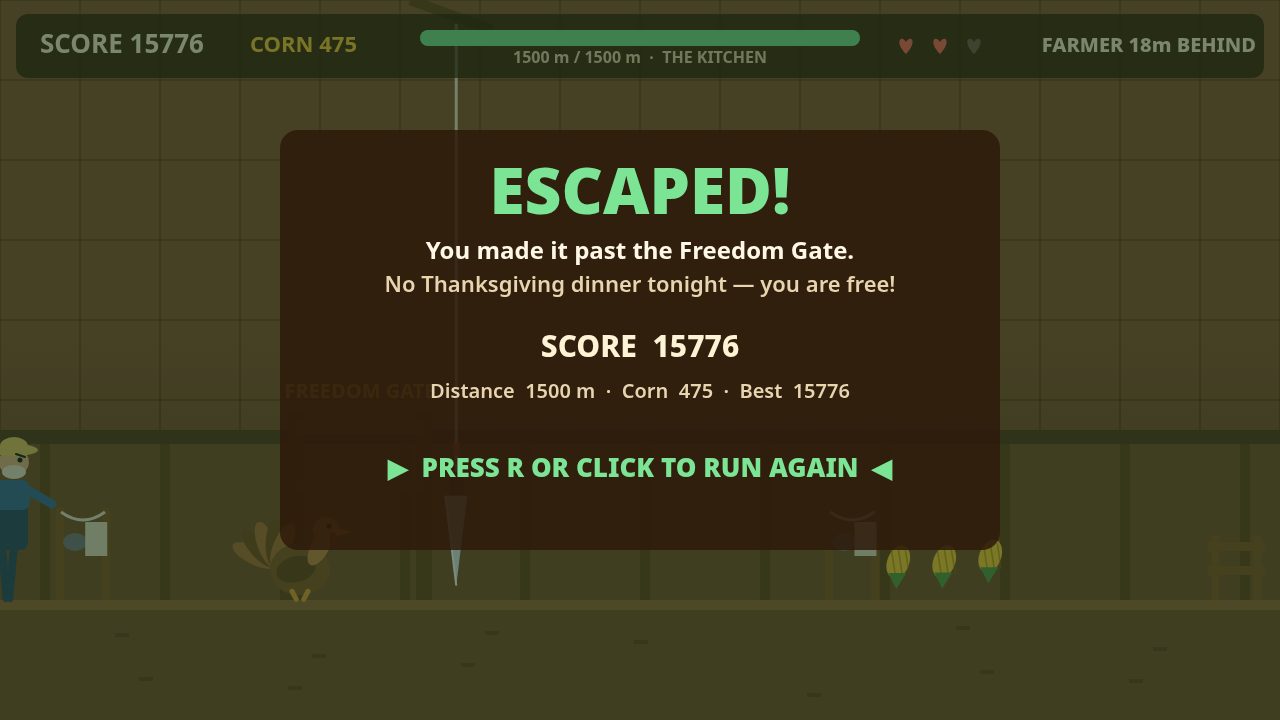 SCORE 15776
CORN 475
1500 m / 1500 m · THE KITCHEN
FARMER 18m BEHIND
ESCAPED!
You made it past the Freedom Gate.
No Thanksgiving dinner tonight — you are free!
SCORE 15776
FREEDOM GATE
Distance 1500 m · Corn 475 · Best 15776
▶ PRESS R OR CLICK TO RUN AGAIN ◀